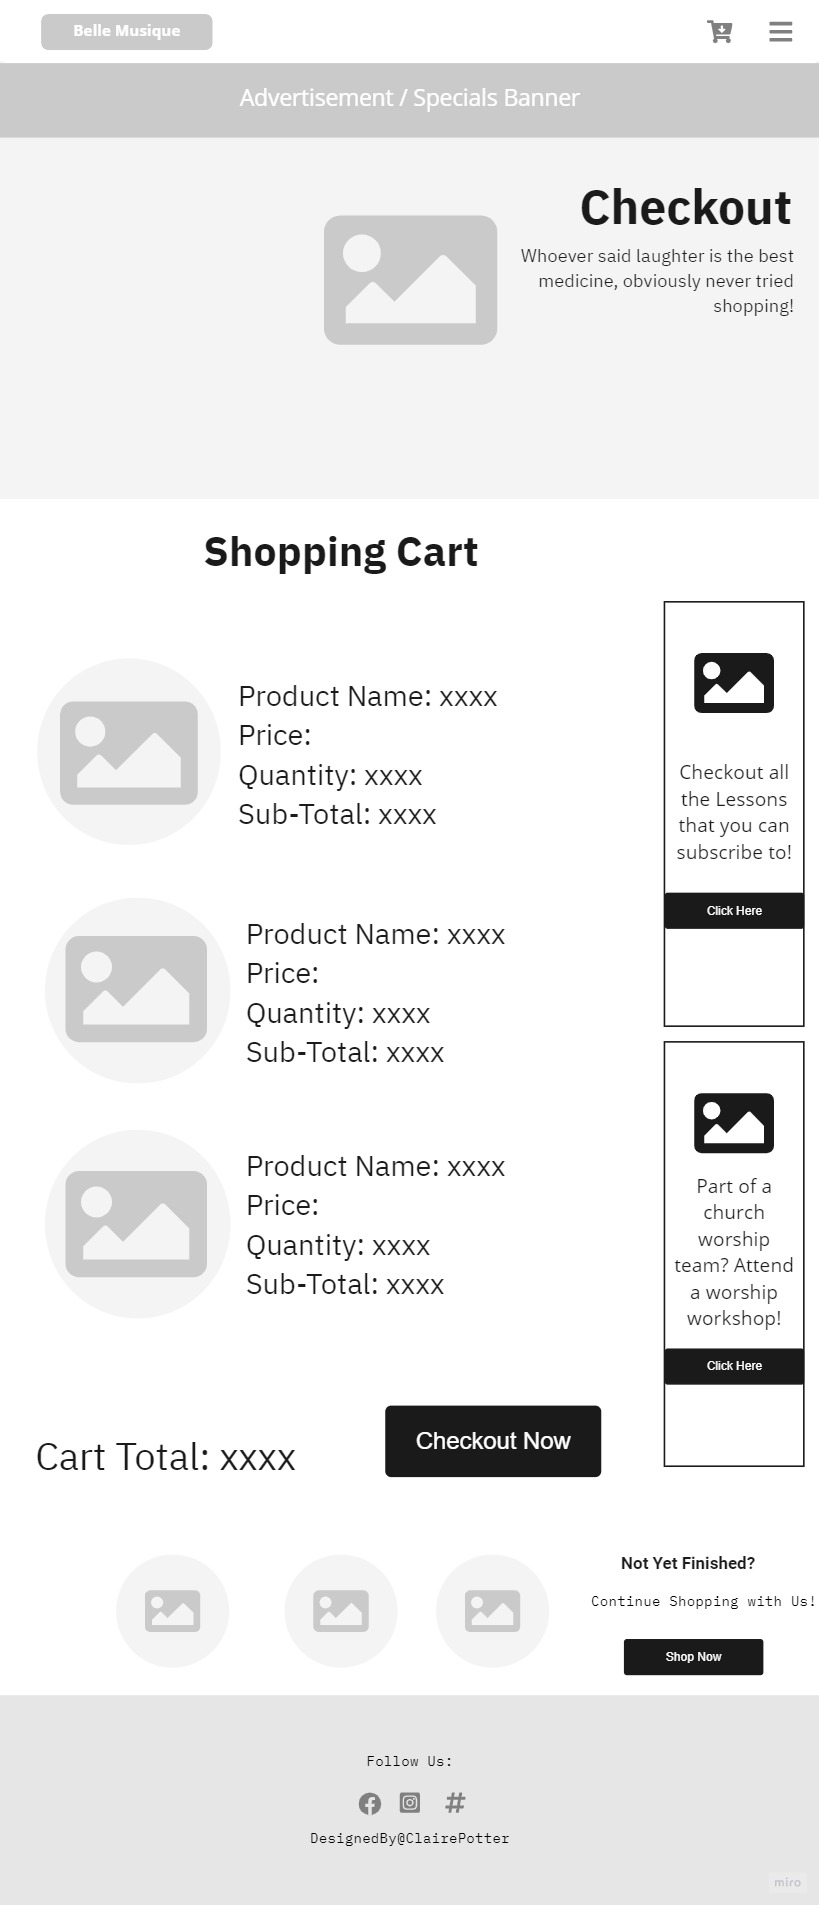 Belle Musique
Advertisement / Specials Banner
Checkout
Whoever said laughter is the best
medicine, obviously never tried
shopping!
Shopping Cart
Product Name: xxxx
Price:
Quantity: xxxx
Sub-Total: xxxx
Product Name: xxxx
Price:
Quantity: xxxx
Sub-Total: xxxx
Product Name: xxxx
Price:
Quantity: xxxx
Sub-Total: xxxx
Checkout all
the Lessons
that you can
subscribe to!
Click Here
Part of a
church
worship
team? Attend
a worship
workshop!
Click Here
Cart Total: xxxx
Checkout Now
Not Yet Finished?
Continue Shopping with Us!
Shop Now
Follow Us:
#
DesignedBy@ClairePotter
miro